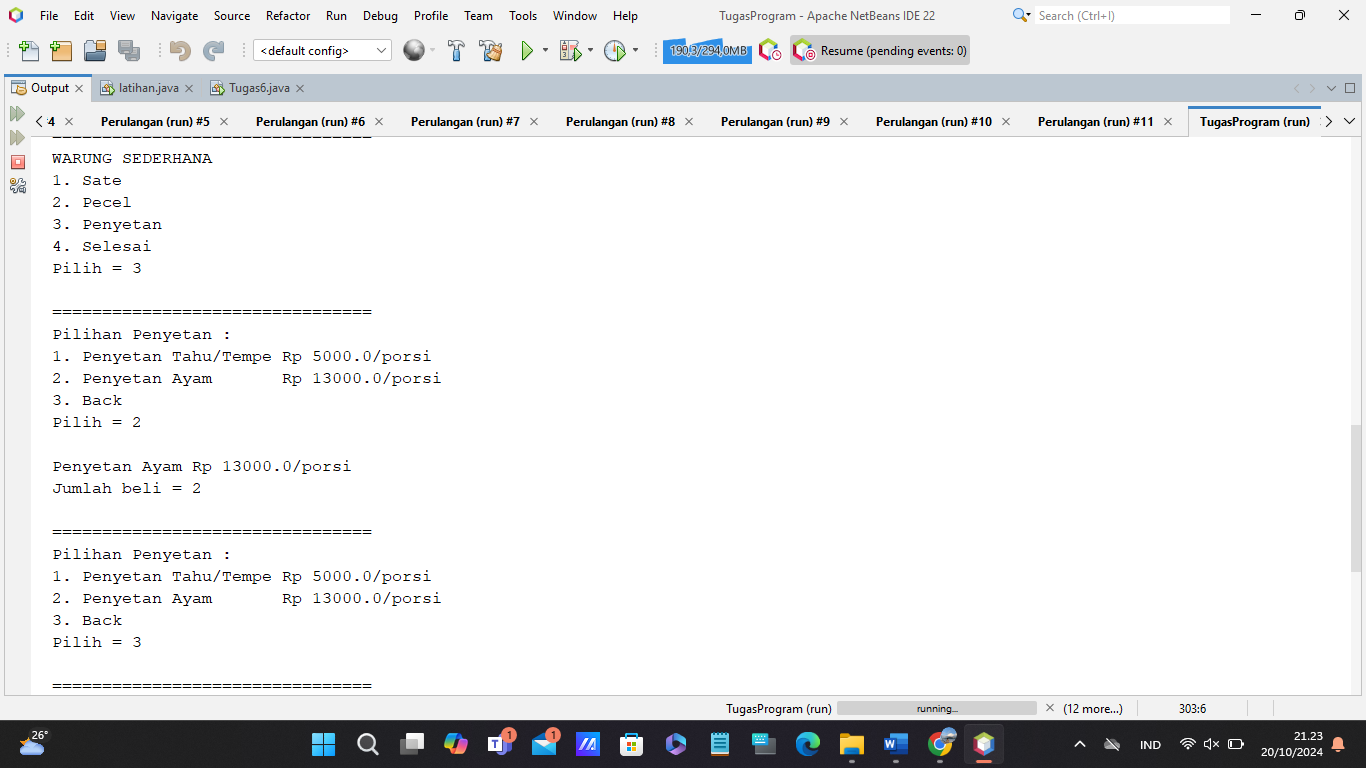 File Edit View Navigate Source Refactor Run Debug Profile Team Tools Window Help
TugasProgram - Apache NetBeans IDE 22
Search (Ctrl+I)
<default config>
190,3/294,0MB
Resume (pending events: 0)
Output
latihan.java
Tugas6.java
4
Perulangan (run) #5
Perulangan (run) #6
Perulangan (run) #7
Perulangan (run) #8
Perulangan (run) #9
Perulangan (run) #10
Perulangan (run) #11
TugasProgram (run)
================================
WARUNG SEDERHANA
1. Sate
2. Pecel
3. Penyetan
4. Selesai
Pilih = 3
================================
Pilihan Penyetan :
1. Penyetan Tahu/Tempe Rp 5000.0/porsi
2. Penyetan Ayam       Rp 13000.0/porsi
3. Back
Pilih = 2
Penyetan Ayam Rp 13000.0/porsi
Jumlah beli = 2
================================
Pilihan Penyetan :
1. Penyetan Tahu/Tempe Rp 5000.0/porsi
2. Penyetan Ayam       Rp 13000.0/porsi
3. Back
Pilih = 3
================================
TugasProgram (run)
running...
(12 more...)
303:6
26°
1
1
IND
21.23
20/10/2024